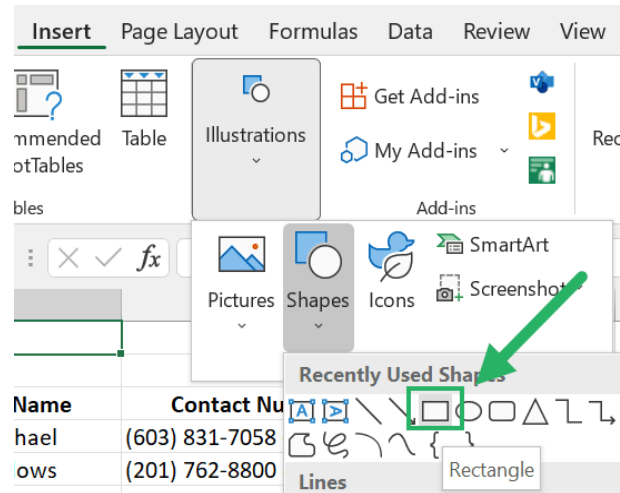 Insert Page Layout Formulas Data Review View
mmended Table Illustrations Get Add-ins
otTables My Add-ins Rec
bles Add-ins
fx
Pictures Shapes Icons SmartArt
Screenshot
Recently Used Shapes
Name Contact Nu
A A
hael (603) 831-7058
ows (201) 762-8800
Rectangle
Lines